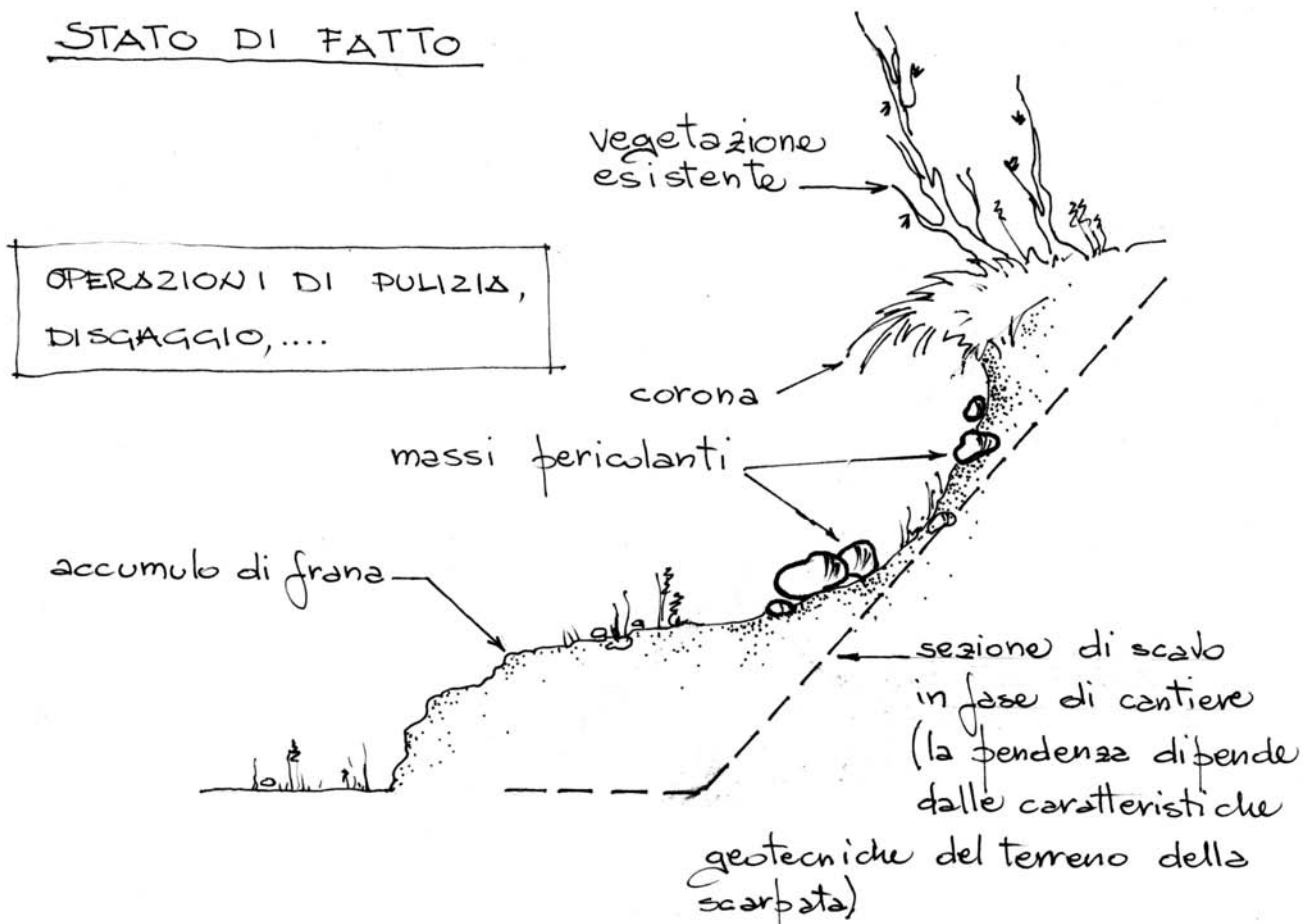 STATO DI FATTO
vegetazione
esistente
OPERAZIONI DI PULIZIA,
DISGAGGIO,....
corona
massi pericolanti
accumulo di frana
sezione di scavo
in fase di cantiere
(la pendenza dipende
dalle caratteristiche
geotecniche del terreno della
scarpata)